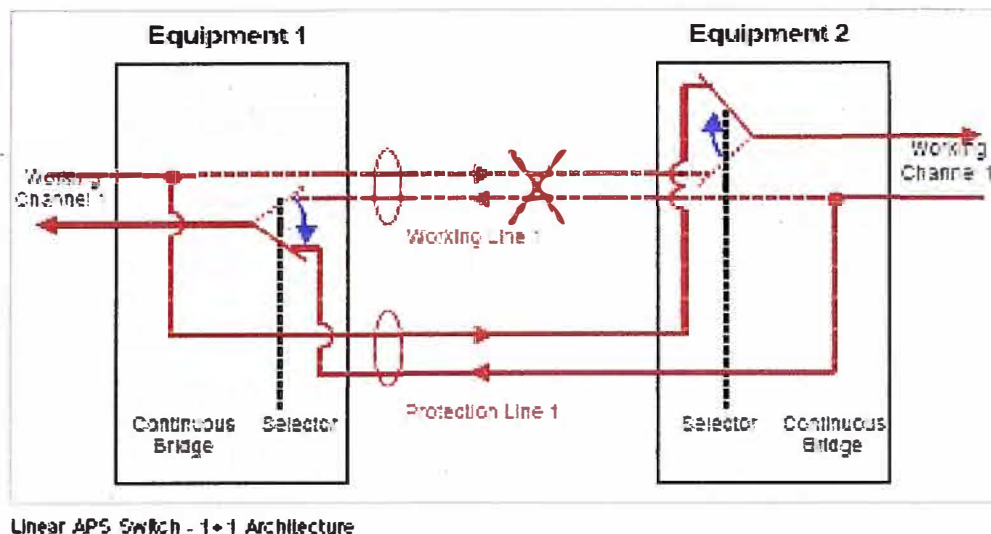 Equipment 1
Equipment 2
Working
Channel 1
Working
Channel 1
Working Line 1
Protection Line 1
Continuous
Bridge
Selector
Selector
Continuous
Bridge
Linear APS Switch - 1+1 Architecture